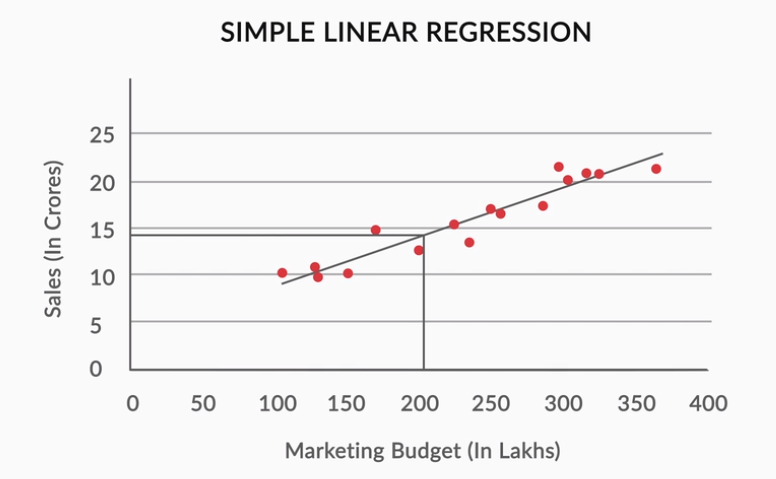 SIMPLE LINEAR REGRESSION
Sales (In Crores)
25
20
15
10
5
0
0 50 100 150 200 250 300 350 400
Marketing Budget (In Lakhs)